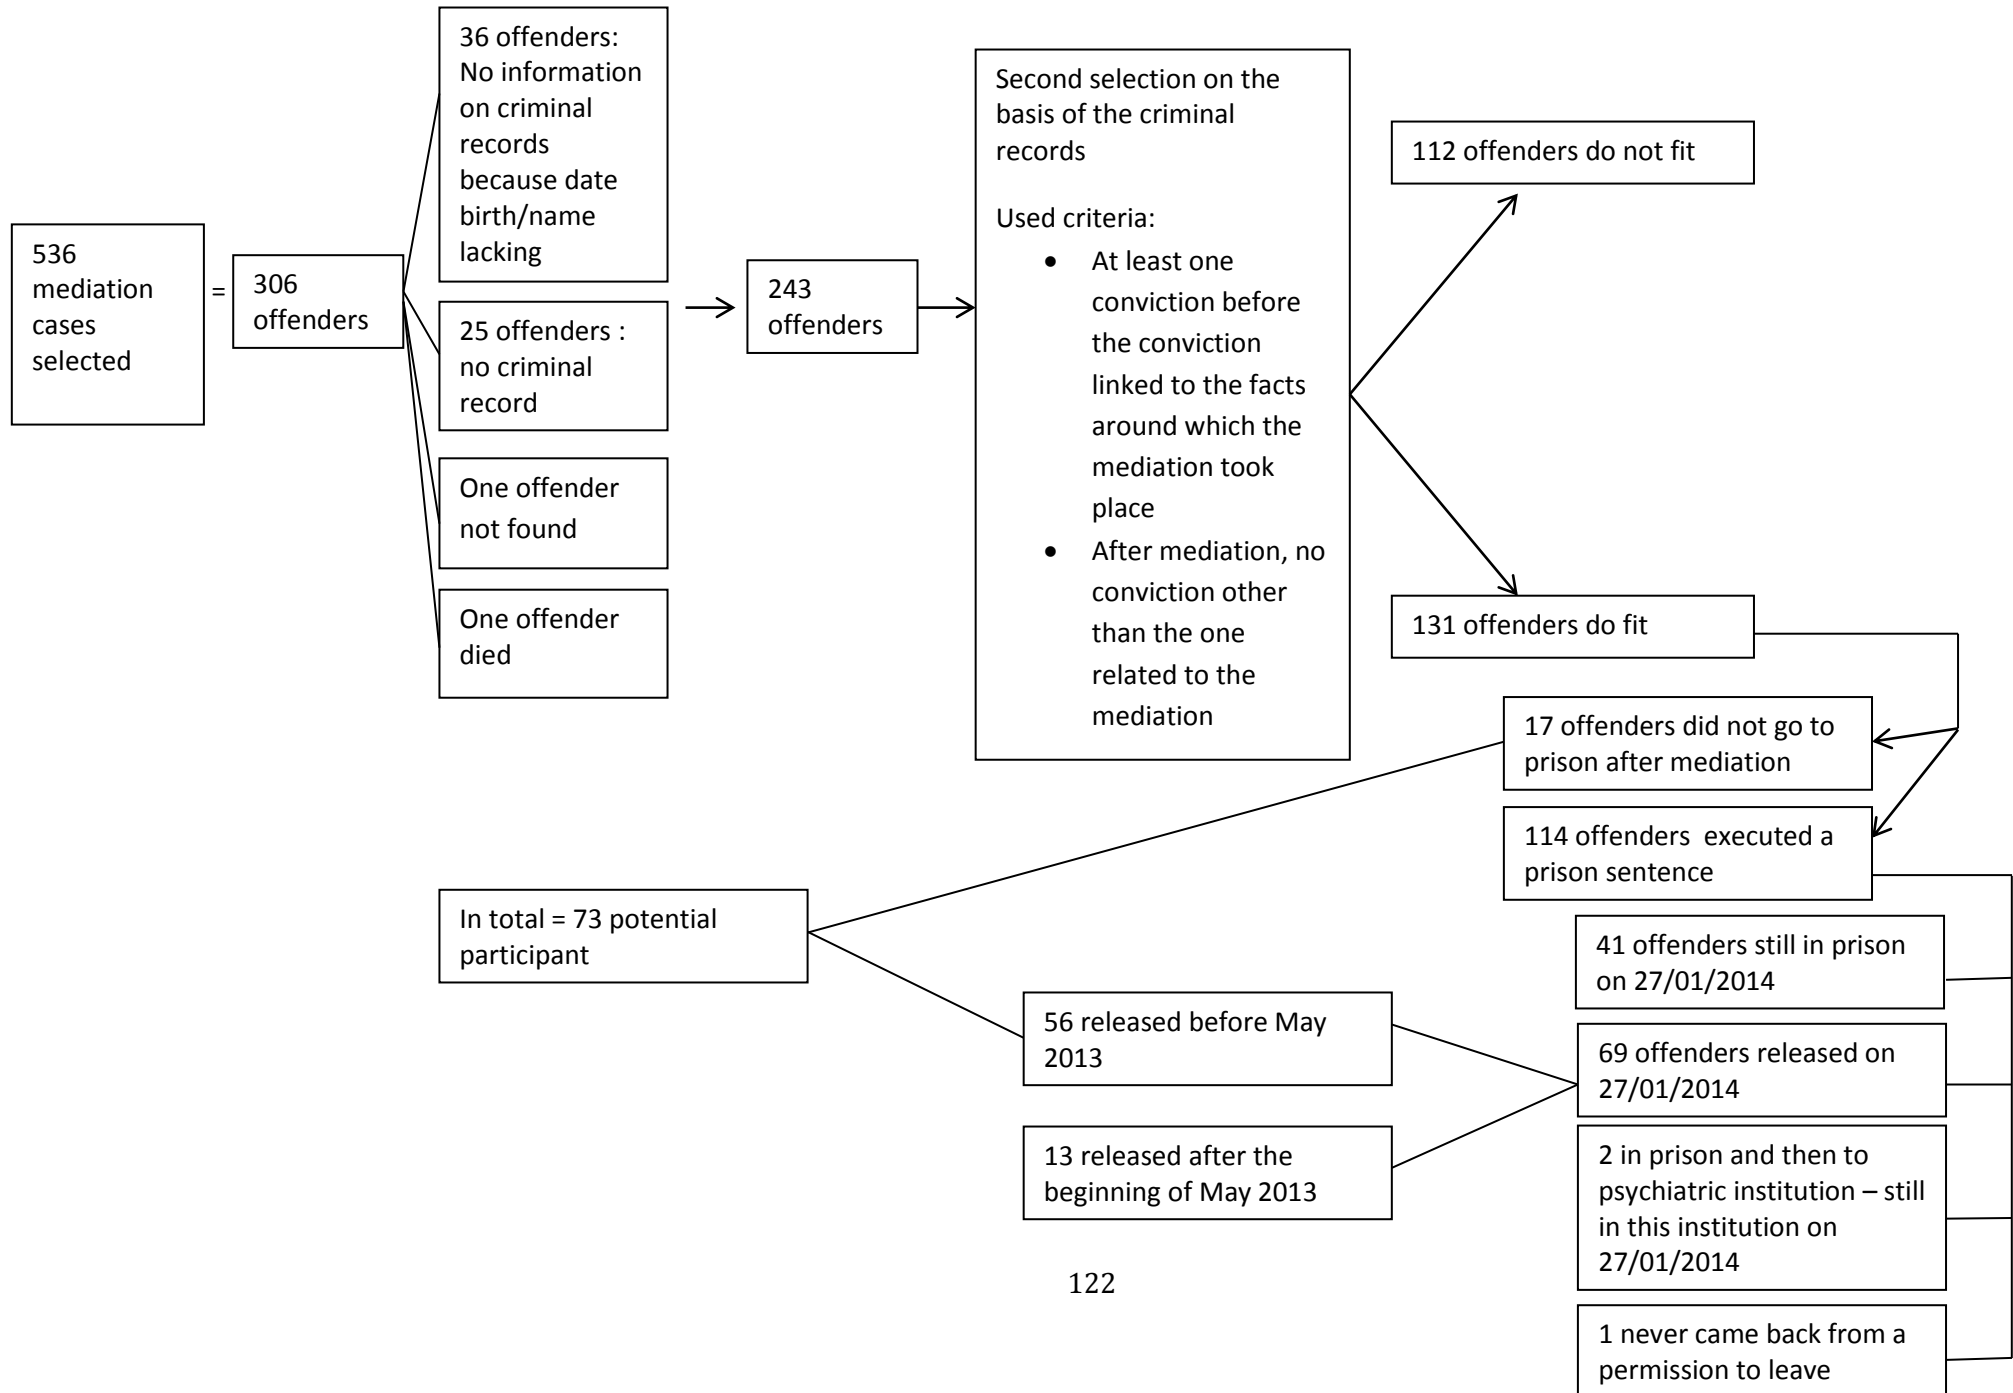 536
mediation
cases
selected
=
306
offenders
36 offenders:
No information
on criminal
records
because date
birth/name
lacking
25 offenders :
no criminal
record
One offender
not found
One offender
died
243
offenders
Second selection on the
basis of the criminal
records
Used criteria:
• At least one
conviction before
the conviction
linked to the facts
around which the
mediation took
place
• After mediation, no
conviction other
than the one
related to the
mediation
112 offenders do not fit
131 offenders do fit
17 offenders did not go to
prison after mediation
114 offenders executed a
prison sentence
In total = 73 potential
participant
41 offenders still in prison
on 27/01/2014
56 released before May
2013
69 offenders released on
27/01/2014
13 released after the
beginning of May 2013
2 in prison and then to
psychiatric institution – still
in this institution on
27/01/2014
1 never came back from a
permission to leave
122